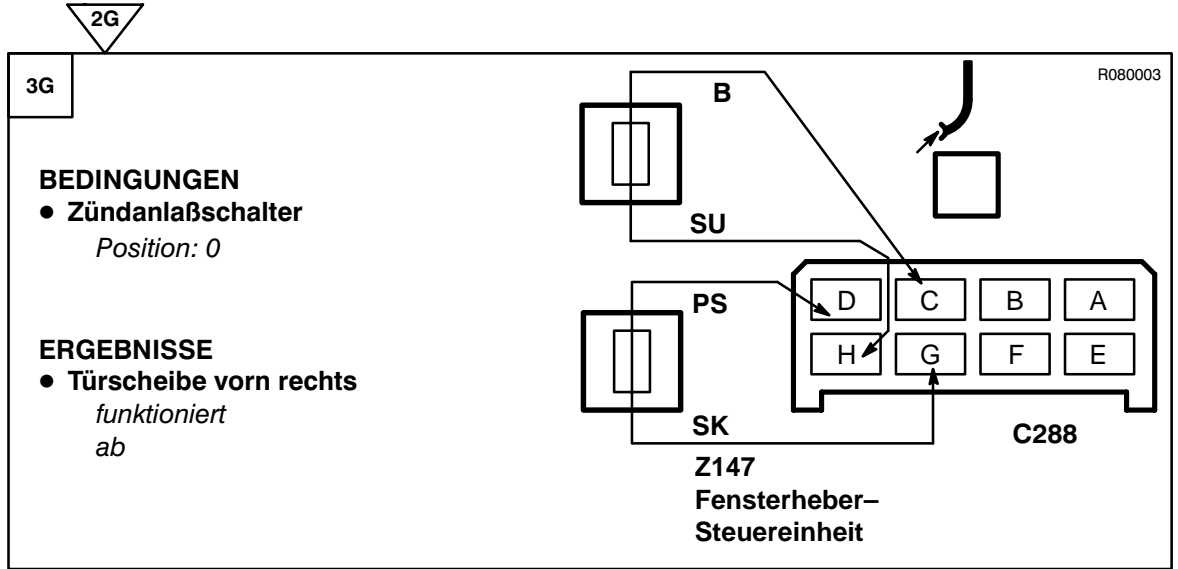 2G
3G
R080003
BEDINGUNGEN
● Zündanlaßschalter
Position: 0
ERGEBNISSE
● Türscheibe vorn rechts
funktioniert
ab
B
SU
PS
SK
D C B A
H G F E
C288
Z147
Fensterheber–
Steuereinheit